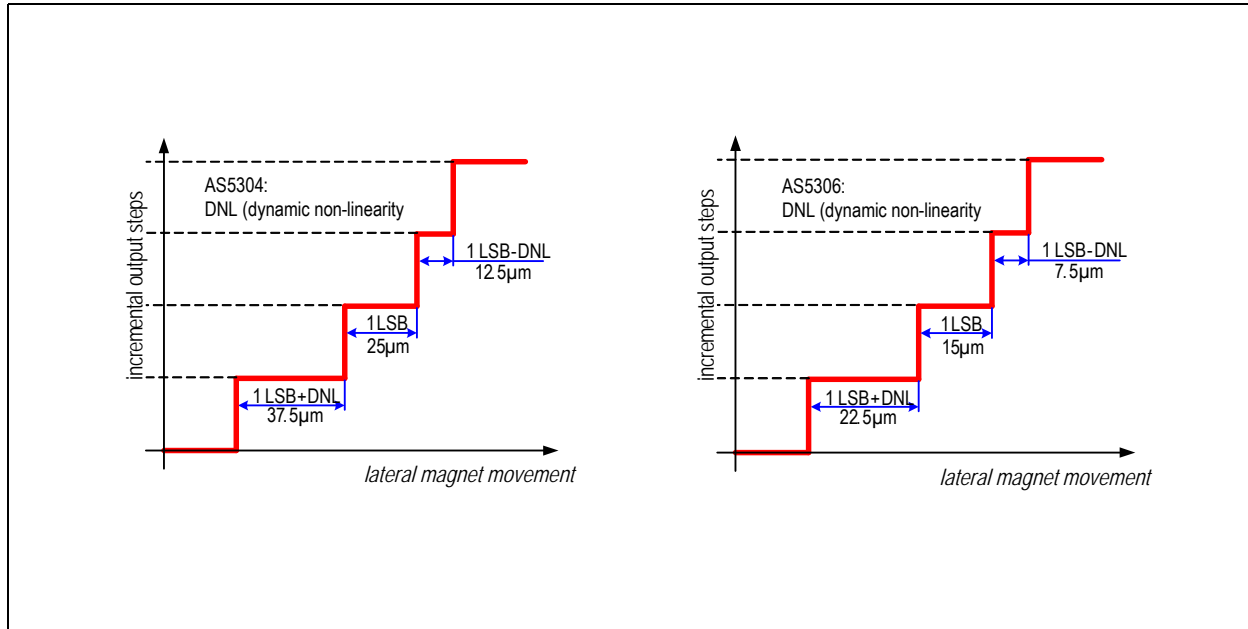 AS5304:
DNL (dynamic non-linearity
incremental output steps
1 LSB-DNL
12.5µm
1 LSB
25µm
1 LSB+DNL
37.5µm
lateral magnet movement
AS5306:
DNL (dynamic non-linearity
incremental output steps
1 LSB-DNL
7.5µm
1 LSB
15µm
1 LSB+DNL
22.5µm
lateral magnet movement